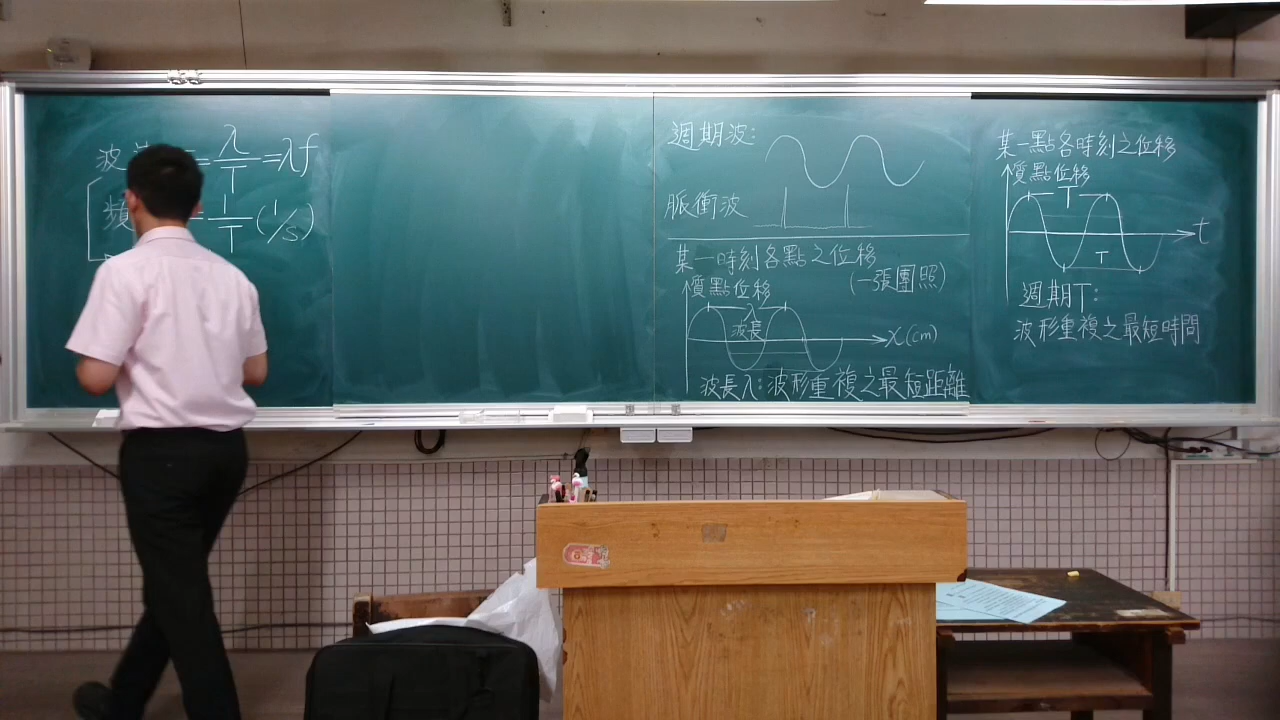 波 = λ/T = λf
頻 = 1/T (1/s)
週期波:
脈衝波
某一時刻各點之位移
(一張團照)
質點位移
λ
波長
x(cm)
波長λ:波形重複之最短距離
某一點各時刻之位移
質點位移
T
t
T
週期T:
波形重複之最短時間